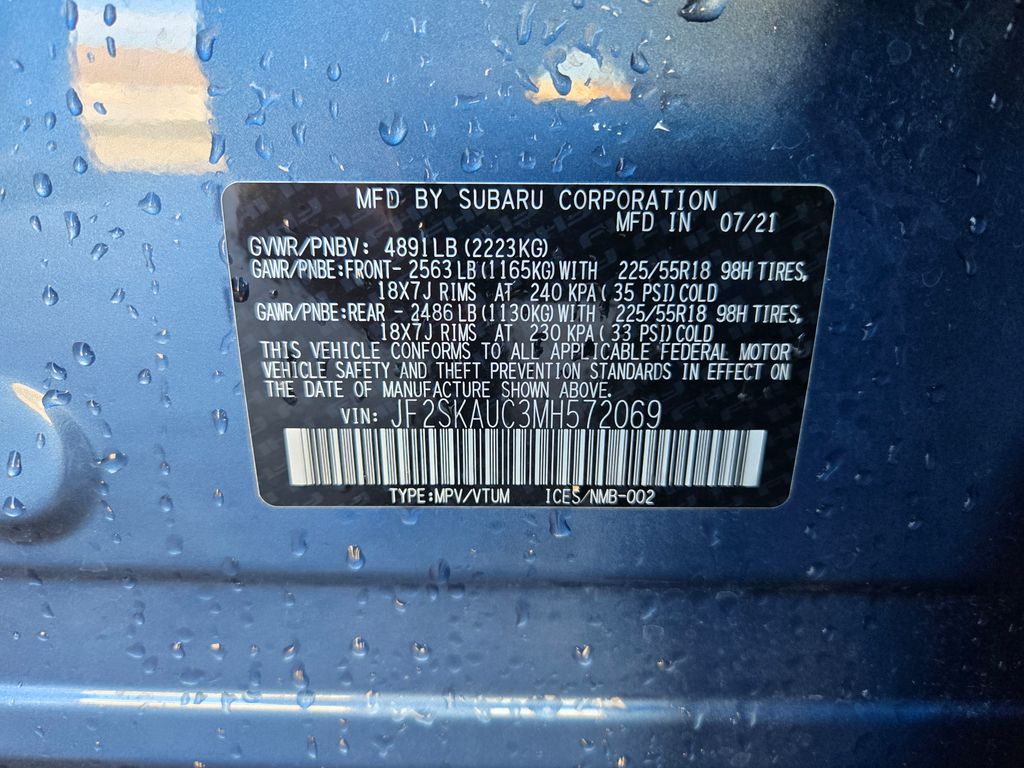 MFD BY SUBARU CORPORATION
MFD IN 07/21
GVWR/PNBV: 4891LB(2223KG)
GAWR/PNBE:FRONT- 2563LB(1165KG)WITH 225/55R18 98H TIRES,
18X7J RIMS AT 240 KPA( 35 PSI)COLD
GAWR/PNBE:REAR - 2486LB(1130KG)WITH 225/55R18 98H TIRES,
18X7J RIMS AT 230 KPA( 33 PSI)COLD
THIS VEHICLE CONFORMS TO ALL APPLICABLE FEDERAL MOTOR
VEHICLE SAFETY AND THEFT PREVENTION STANDARDS IN EFFECT ON
THE DATE OF MANUFACTURE SHOWN ABOVE.
VIN: JF2SKAUC3MH572069
TYPE:MPV/VTUM ICES/NMB-002